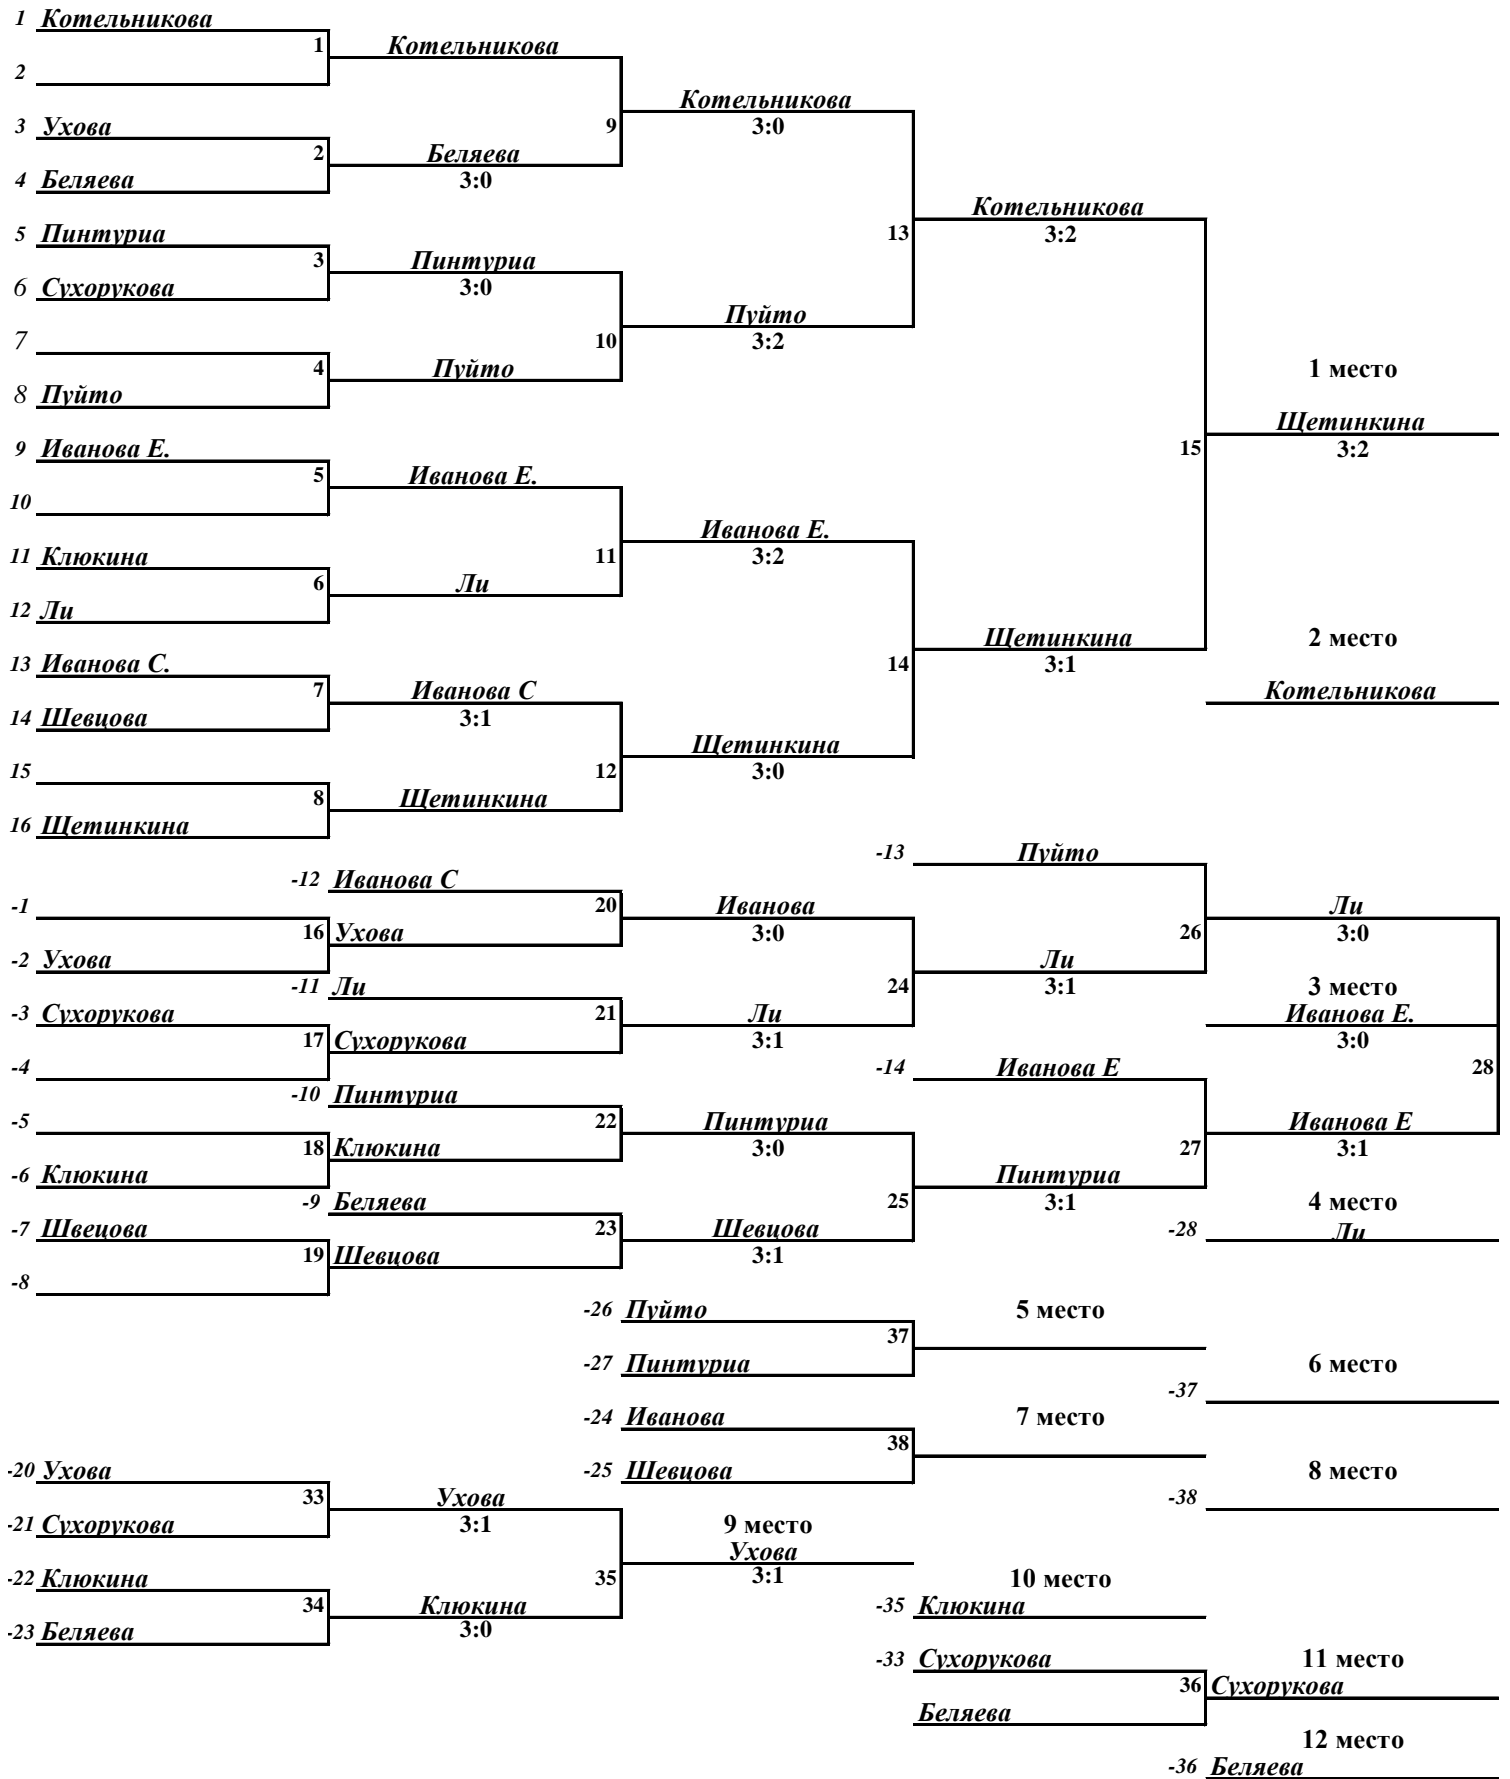 1 Котельникова
1 Котельникова
2
Котельникова
3:0
3 Ухова
9
2 Беляева
3:0
4 Беляева
Котельникова
3:2
5 Пинтуриа
13
3 Пинтуриа
3:0
6 Сухорукова
Пуйто
3:2
7
10
4 Пуйто
1 место
8 Пуйто
Щетинкина
3:2
9 Иванова Е.
15
5 Иванова Е.
10
Иванова Е.
3:2
11 Клюкина
11
6 Ли
12 Ли
Щетинкина
3:1
2 место
13 Иванова С.
14
7 Иванова С
3:1
Котельникова
14 Шевцова
Щетинкина
3:0
15
12
8 Щетинкина
16 Щетинкина
-13 Пуйто
-12 Иванова С
-1
20 Иванова
3:0
Ли
3:0
16 Ухова
26
-2 Ухова
Ли
3:1
-11 Ли
24
3 место
-3 Сухорукова
21 Ли
3:1
Иванова Е.
3:0
17 Сухорукова
-4
-14 Иванова Е
28
-10 Пинтуриа
-5
22 Пинтуриа
3:0
Иванова Е
3:1
18 Клюкина
27
-6 Клюкина
Пинтуриа
3:1
-9 Беляева
25
4 место
-7 Швецова
23 Шевцова
3:1
-28 Ли
19 Шевцова
-8
-26 Пуйто
5 место
37
-27 Пинтуриа
6 место
-37
-24 Иванова
7 место
38
-20 Ухова
-25 Шевцова
8 место
33 Ухова
3:1
-38
-21 Сухорукова
9 место
Ухова
3:1
-22 Клюкина
35
10 место
34 Клюкина
3:0
-35 Клюкина
-23 Беляева
-33 Сухорукова
11 место
36 Сухорукова
Беляева
12 место
-36 Беляева